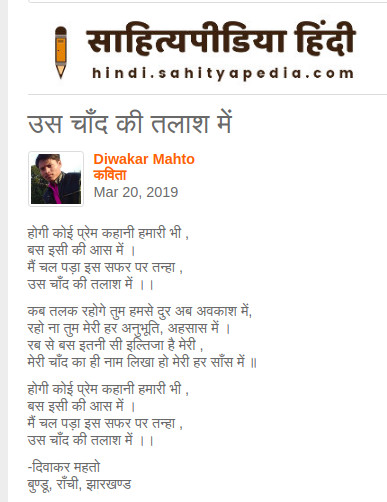 साहित्यपीडिया हिंदी
hindi.sahityapedia.com
उस चाँद की तलाश में
Diwakar Mahto
कविता
Mar 20, 2019
होगी कोई प्रेम कहानी हमारी भी ,
बस इसी की आस में ।
मैं चल पड़ा इस सफर पर तन्हा ,
उस चाँद की तलाश में ।।
कब तलक रहोगे तुम हमसे दुर अब अवकाश में,
रहो ना तुम मेरी हर अनुभूति, अहसास में ।
रब से बस इतनी सी इल्तिजा है मेरी ,
मेरी चाँद का ही नाम लिखा हो मेरी हर साँस में ॥
होगी कोई प्रेम कहानी हमारी भी ,
बस इसी की आस में ।
मैं चल पड़ा इस सफर पर तन्हा ,
उस चाँद की तलाश में ।।
-दिवाकर महतो
बुण्डू, राँची, झारखण्ड